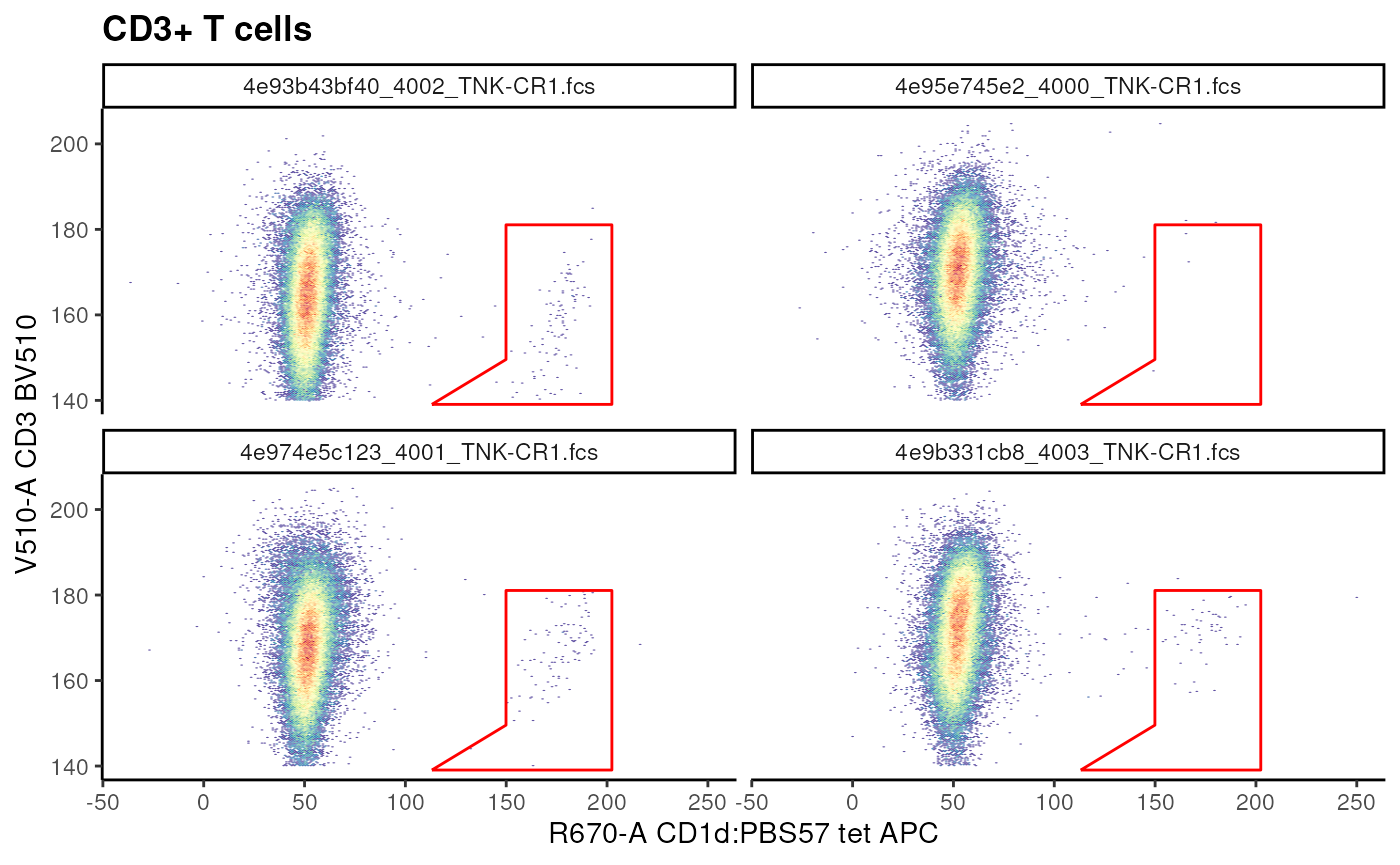 CD3+ T cells
4e93b43bf40_4002_TNK-CR1.fcs
4e95e745e2_4000_TNK-CR1.fcs
200
180
160
140
4e974e5c123_4001_TNK-CR1.fcs
4e9b331cb8_4003_TNK-CR1.fcs
200
180
160
140
V510-A CD3 BV510
-50 0 50 100 150 200 250 -50 0 50 100 150 200 250
R670-A CD1d:PBS57 tet APC